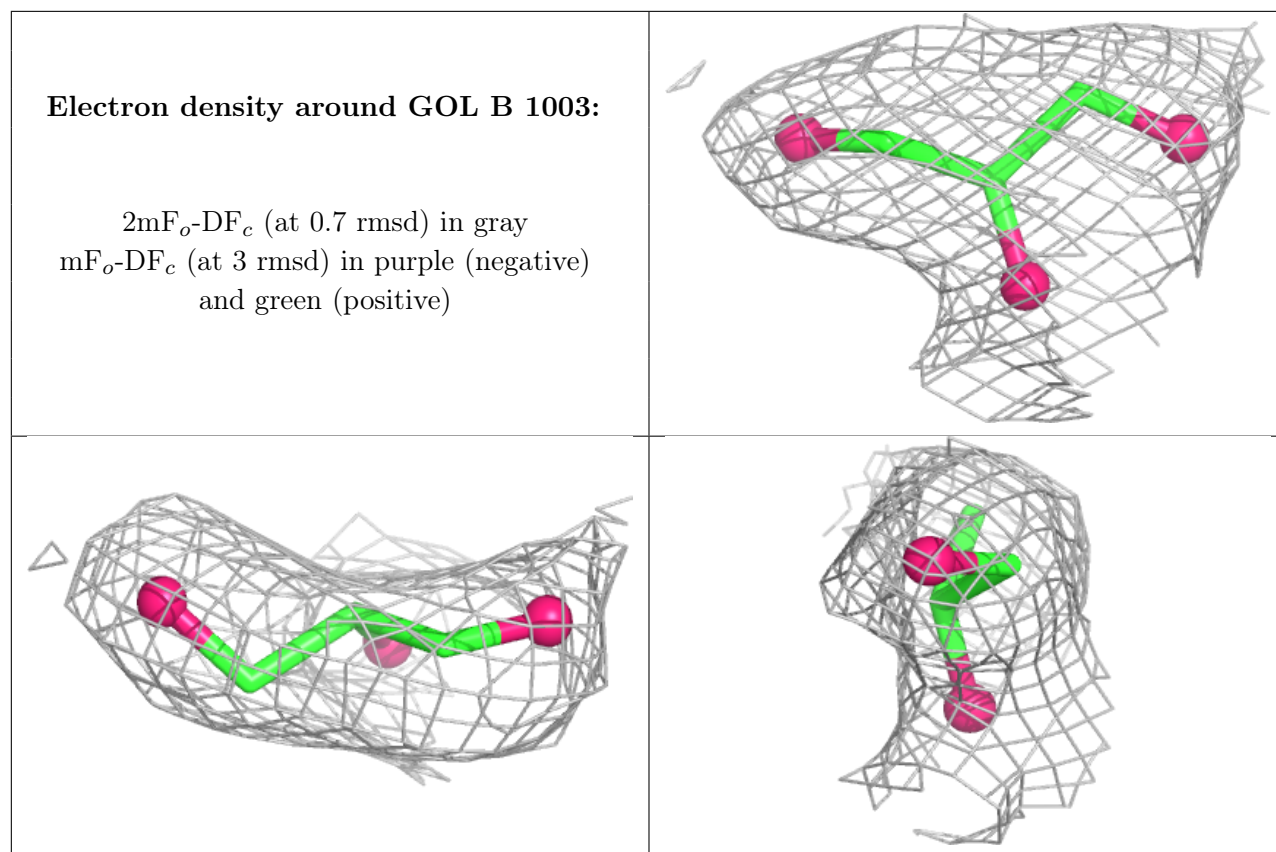 Electron density around GOL B 1003:
2mFo-DFc (at 0.7 rmsd) in gray
mFo-DFc (at 3 rmsd) in purple (negative)
and green (positive)